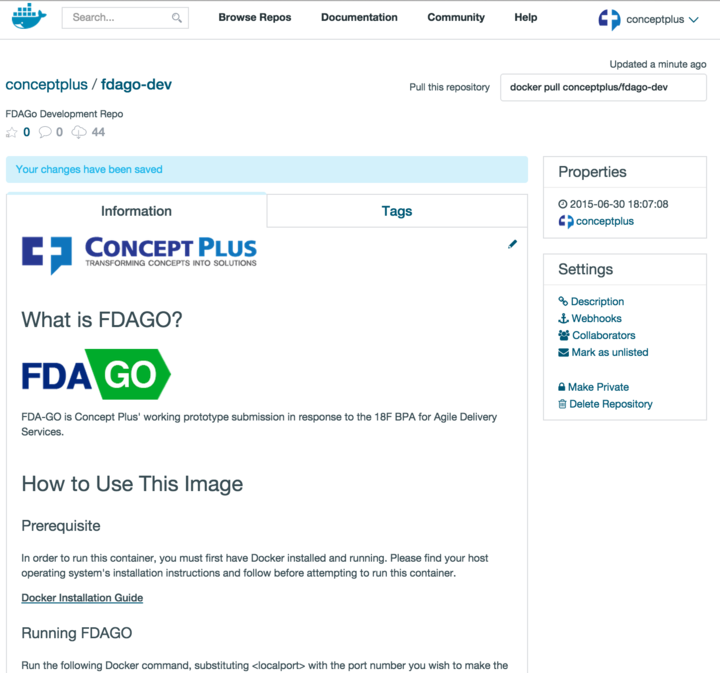 Search...
Browse Repos
Documentation
Community
Help
conceptplus
Updated a minute ago
conceptplus / fdago-dev
Pull this repository
docker pull conceptplus/fdago-dev
FDAGo Development Repo
0 0 44
Your changes have been saved
Information
Tags
CONCEPT PLUS
TRANSFORMING CONCEPTS INTO SOLUTIONS
What is FDAGO?
FDA GO
FDA-GO is Concept Plus' working prototype submission in response to the 18F BPA for Agile Delivery
Services.
How to Use This Image
Prerequisite
In order to run this container, you must first have Docker installed and running. Please find your host
operating system's installation instructions and follow before attempting to run this container.
Docker Installation Guide
Running FDAGO
Run the following Docker command, substituting <localport> with the port number you wish to make the
Properties
2015-06-30 18:07:08
conceptplus
Settings
Description
Webhooks
Collaborators
Mark as unlisted
Make Private
Delete Repository